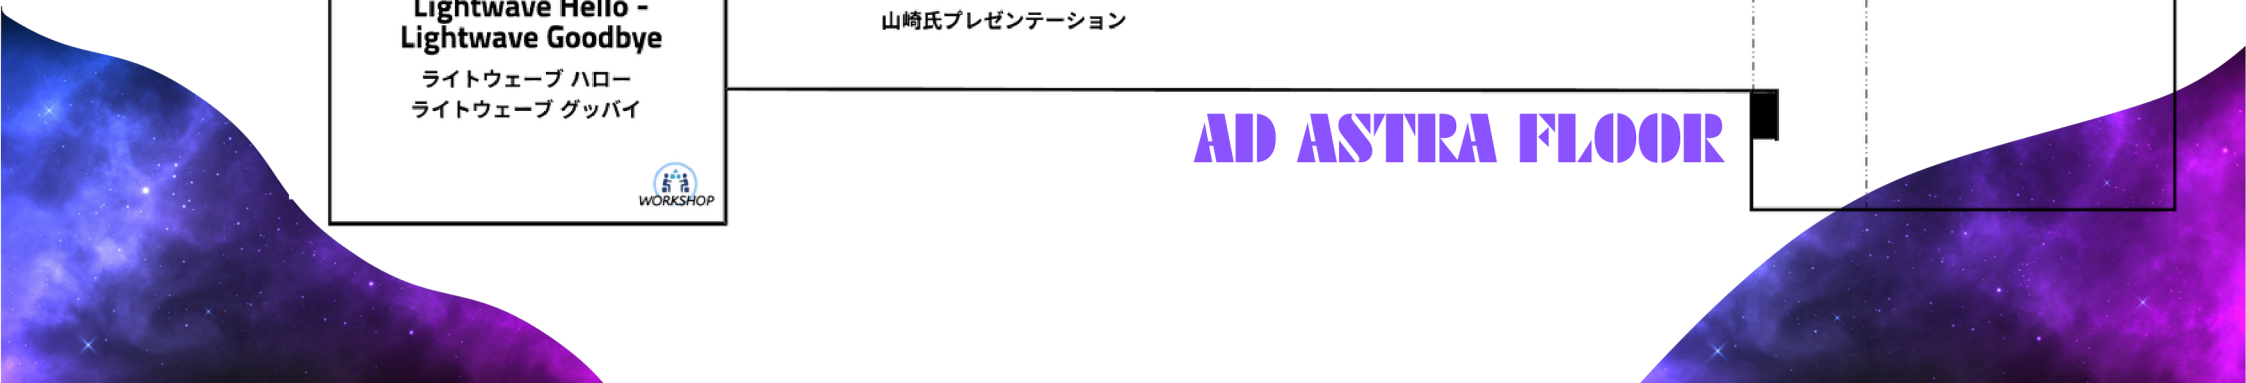 Lightwave Hello -
Lightwave Goodbye
ライトウェーブ ハロー
ライトウェーブ グッバイ
WORKSHOP
山崎氏プレゼンテーション
AD ASTRA FLOOR